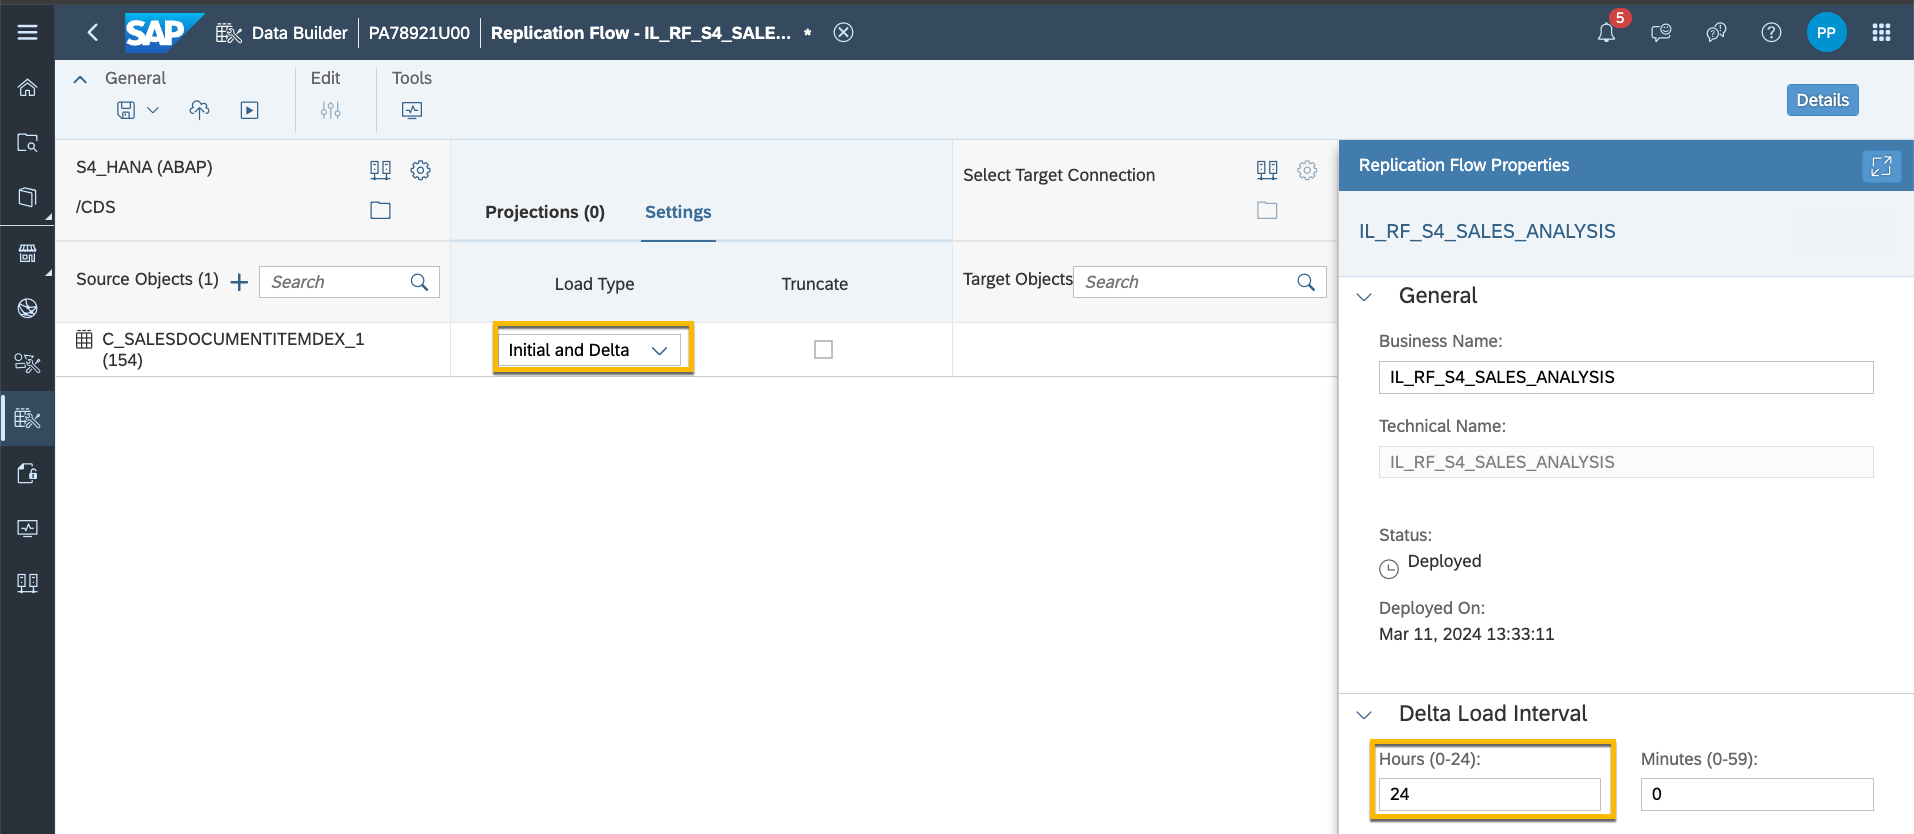 SAP Data Builder PA78921U00 Replication Flow - IL_RF_S4_SALE... * 5 PP
General Edit Tools
Details
S4_HANA (ABAP)
/CDS
Projections (0) Settings
Select Target Connection
Source Objects (1) Search
Load Type Truncate
Target Objects Search
C_SALESDOCUMENTITEMDEX_1
(154)
Initial and Delta
Replication Flow Properties
IL_RF_S4_SALES_ANALYSIS
General
Business Name:
IL_RF_S4_SALES_ANALYSIS
Technical Name:
IL_RF_S4_SALES_ANALYSIS
Status:
Deployed
Deployed On:
Mar 11, 2024 13:33:11
Delta Load Interval
Hours (0-24): Minutes (0-59):
24 0